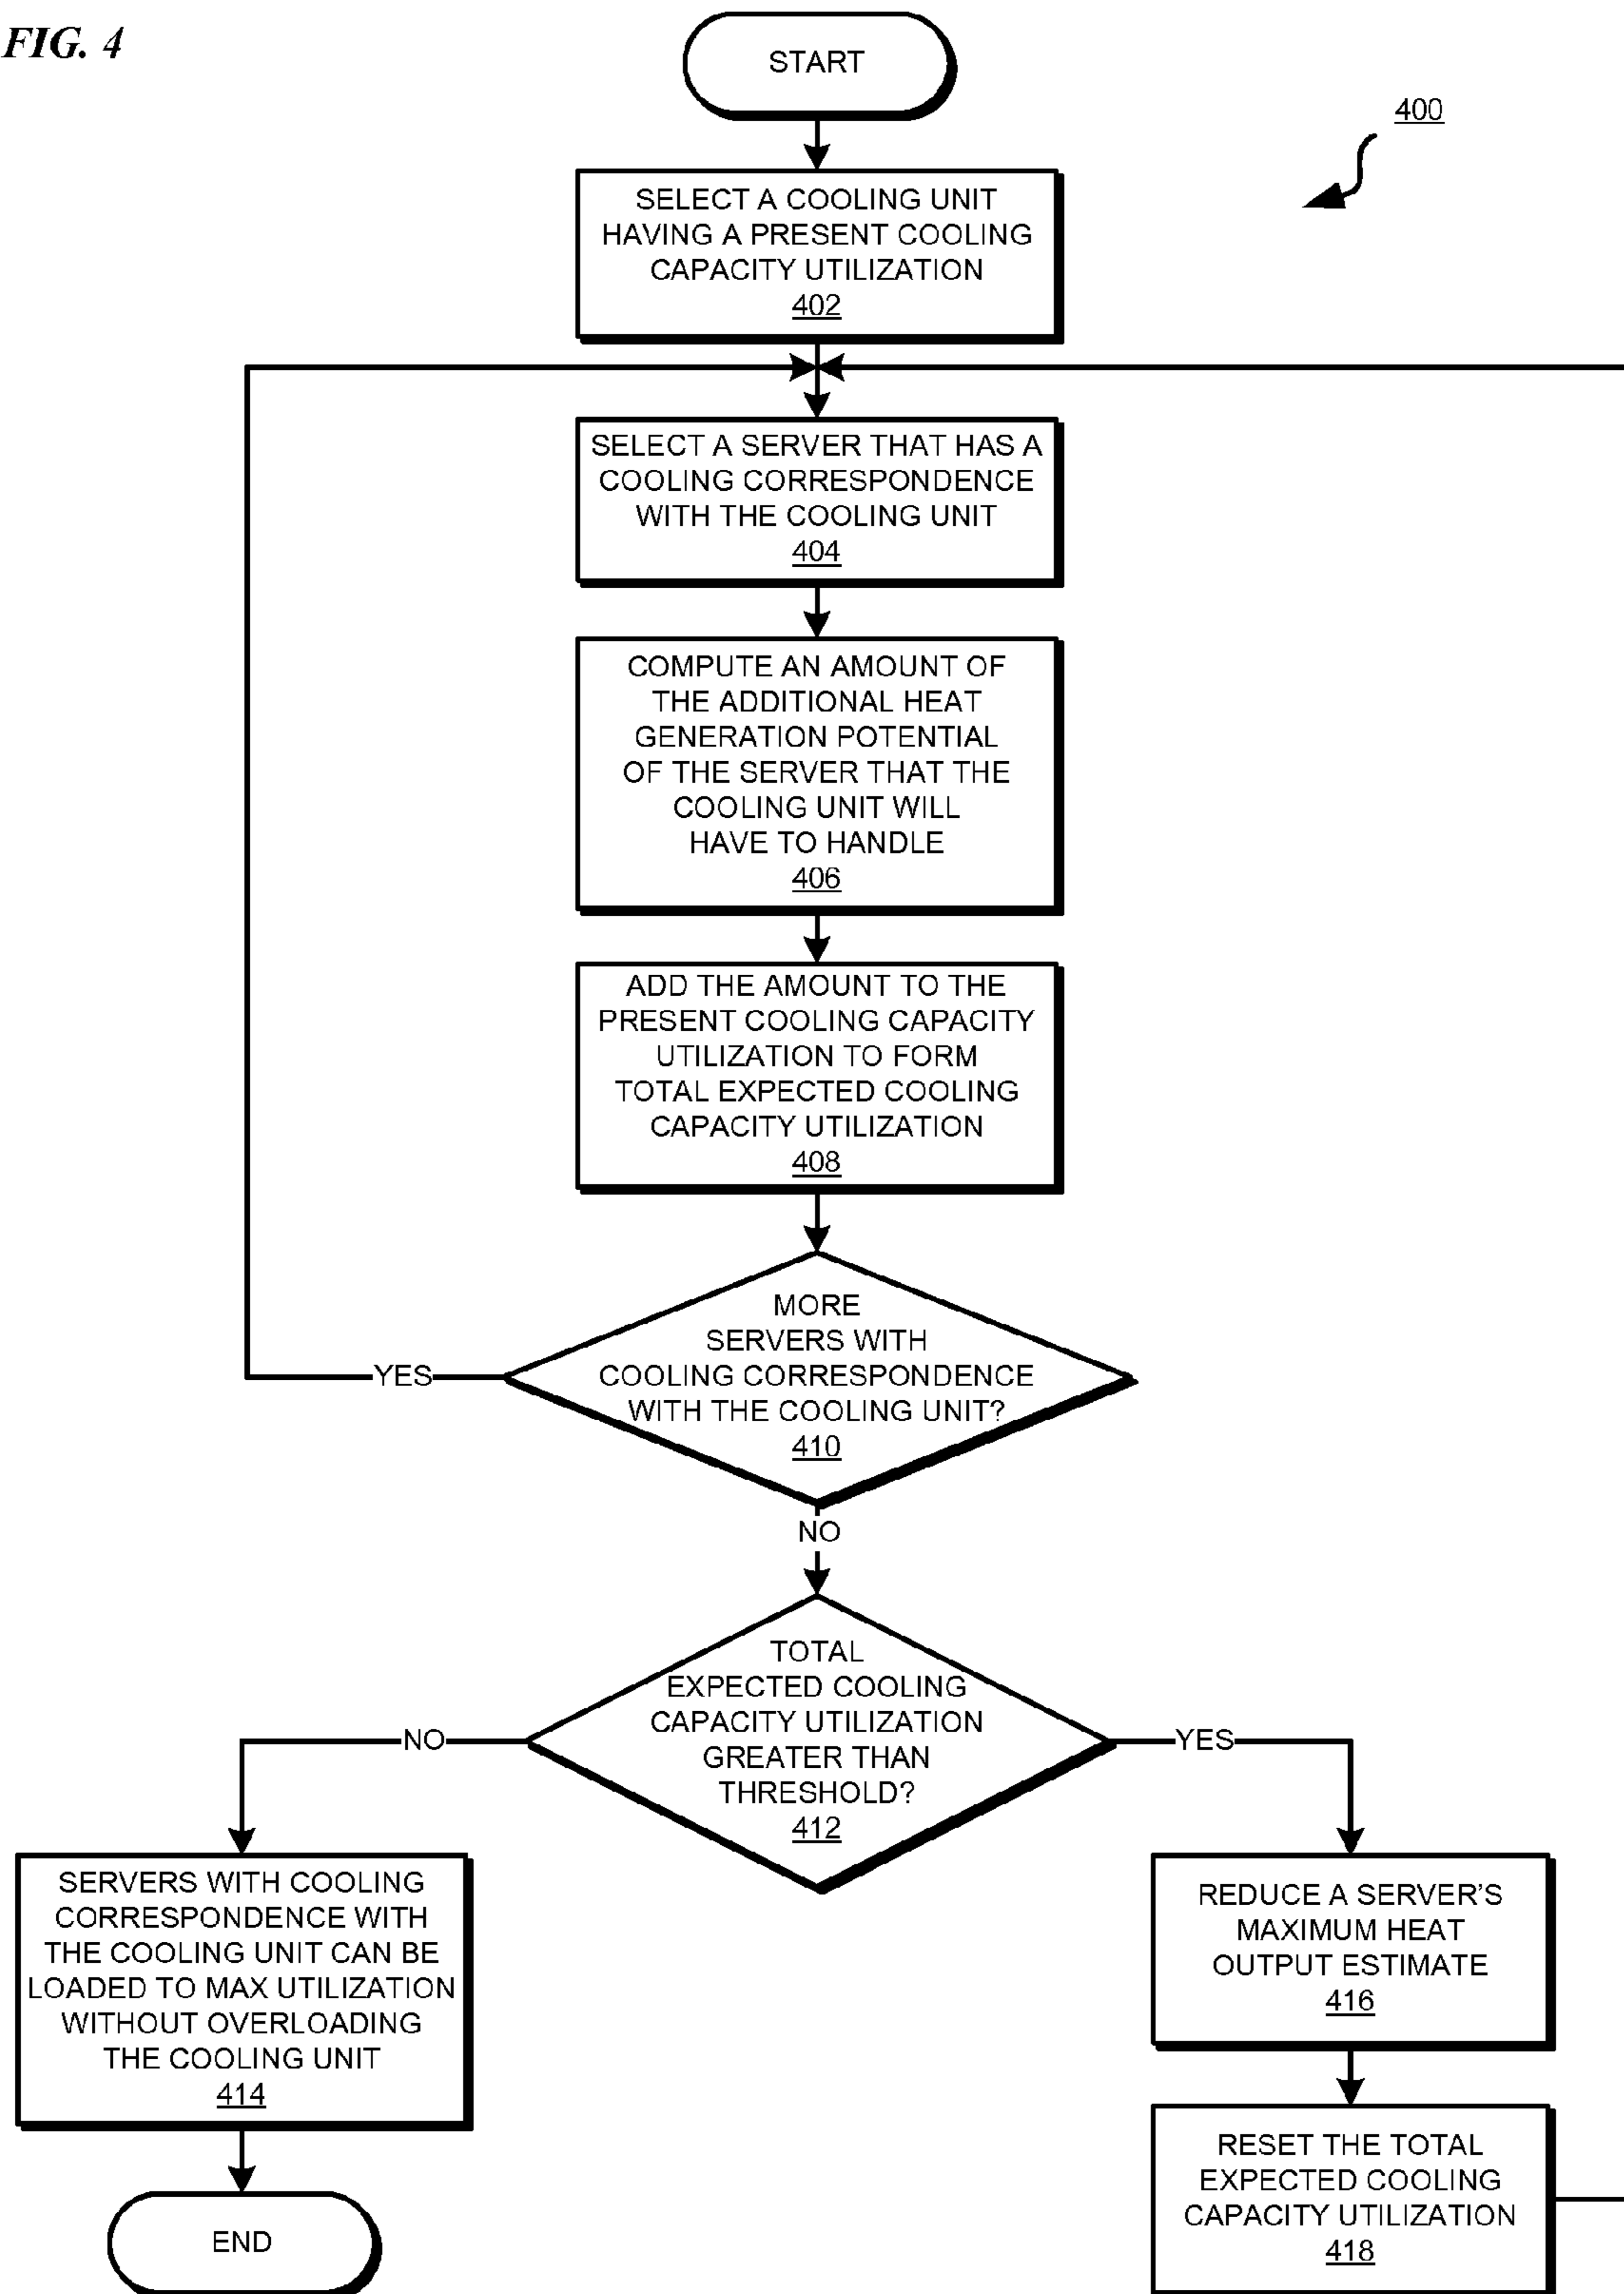 FIG. 4
START
400
SELECT A COOLING UNIT
HAVING A PRESENT COOLING
CAPACITY UTILIZATION
402
SELECT A SERVER THAT HAS A
COOLING CORRESPONDENCE
WITH THE COOLING UNIT
404
COMPUTE AN AMOUNT OF
THE ADDITIONAL HEAT
GENERATION POTENTIAL
OF THE SERVER THAT THE
COOLING UNIT WILL
HAVE TO HANDLE
406
ADD THE AMOUNT TO THE
PRESENT COOLING CAPACITY
UTILIZATION TO FORM
TOTAL EXPECTED COOLING
CAPACITY UTILIZATION
408
MORE
SERVERS WITH
COOLING CORRESPONDENCE
WITH THE COOLING UNIT?
410
YES
NO
TOTAL
EXPECTED COOLING
CAPACITY UTILIZATION
GREATER THAN
THRESHOLD?
412
NO
YES
SERVERS WITH COOLING
CORRESPONDENCE WITH
THE COOLING UNIT CAN BE
LOADED TO MAX UTILIZATION
WITHOUT OVERLOADING
THE COOLING UNIT
414
REDUCE A SERVER'S
MAXIMUM HEAT
OUTPUT ESTIMATE
416
RESET THE TOTAL
EXPECTED COOLING
CAPACITY UTILIZATION
418
END